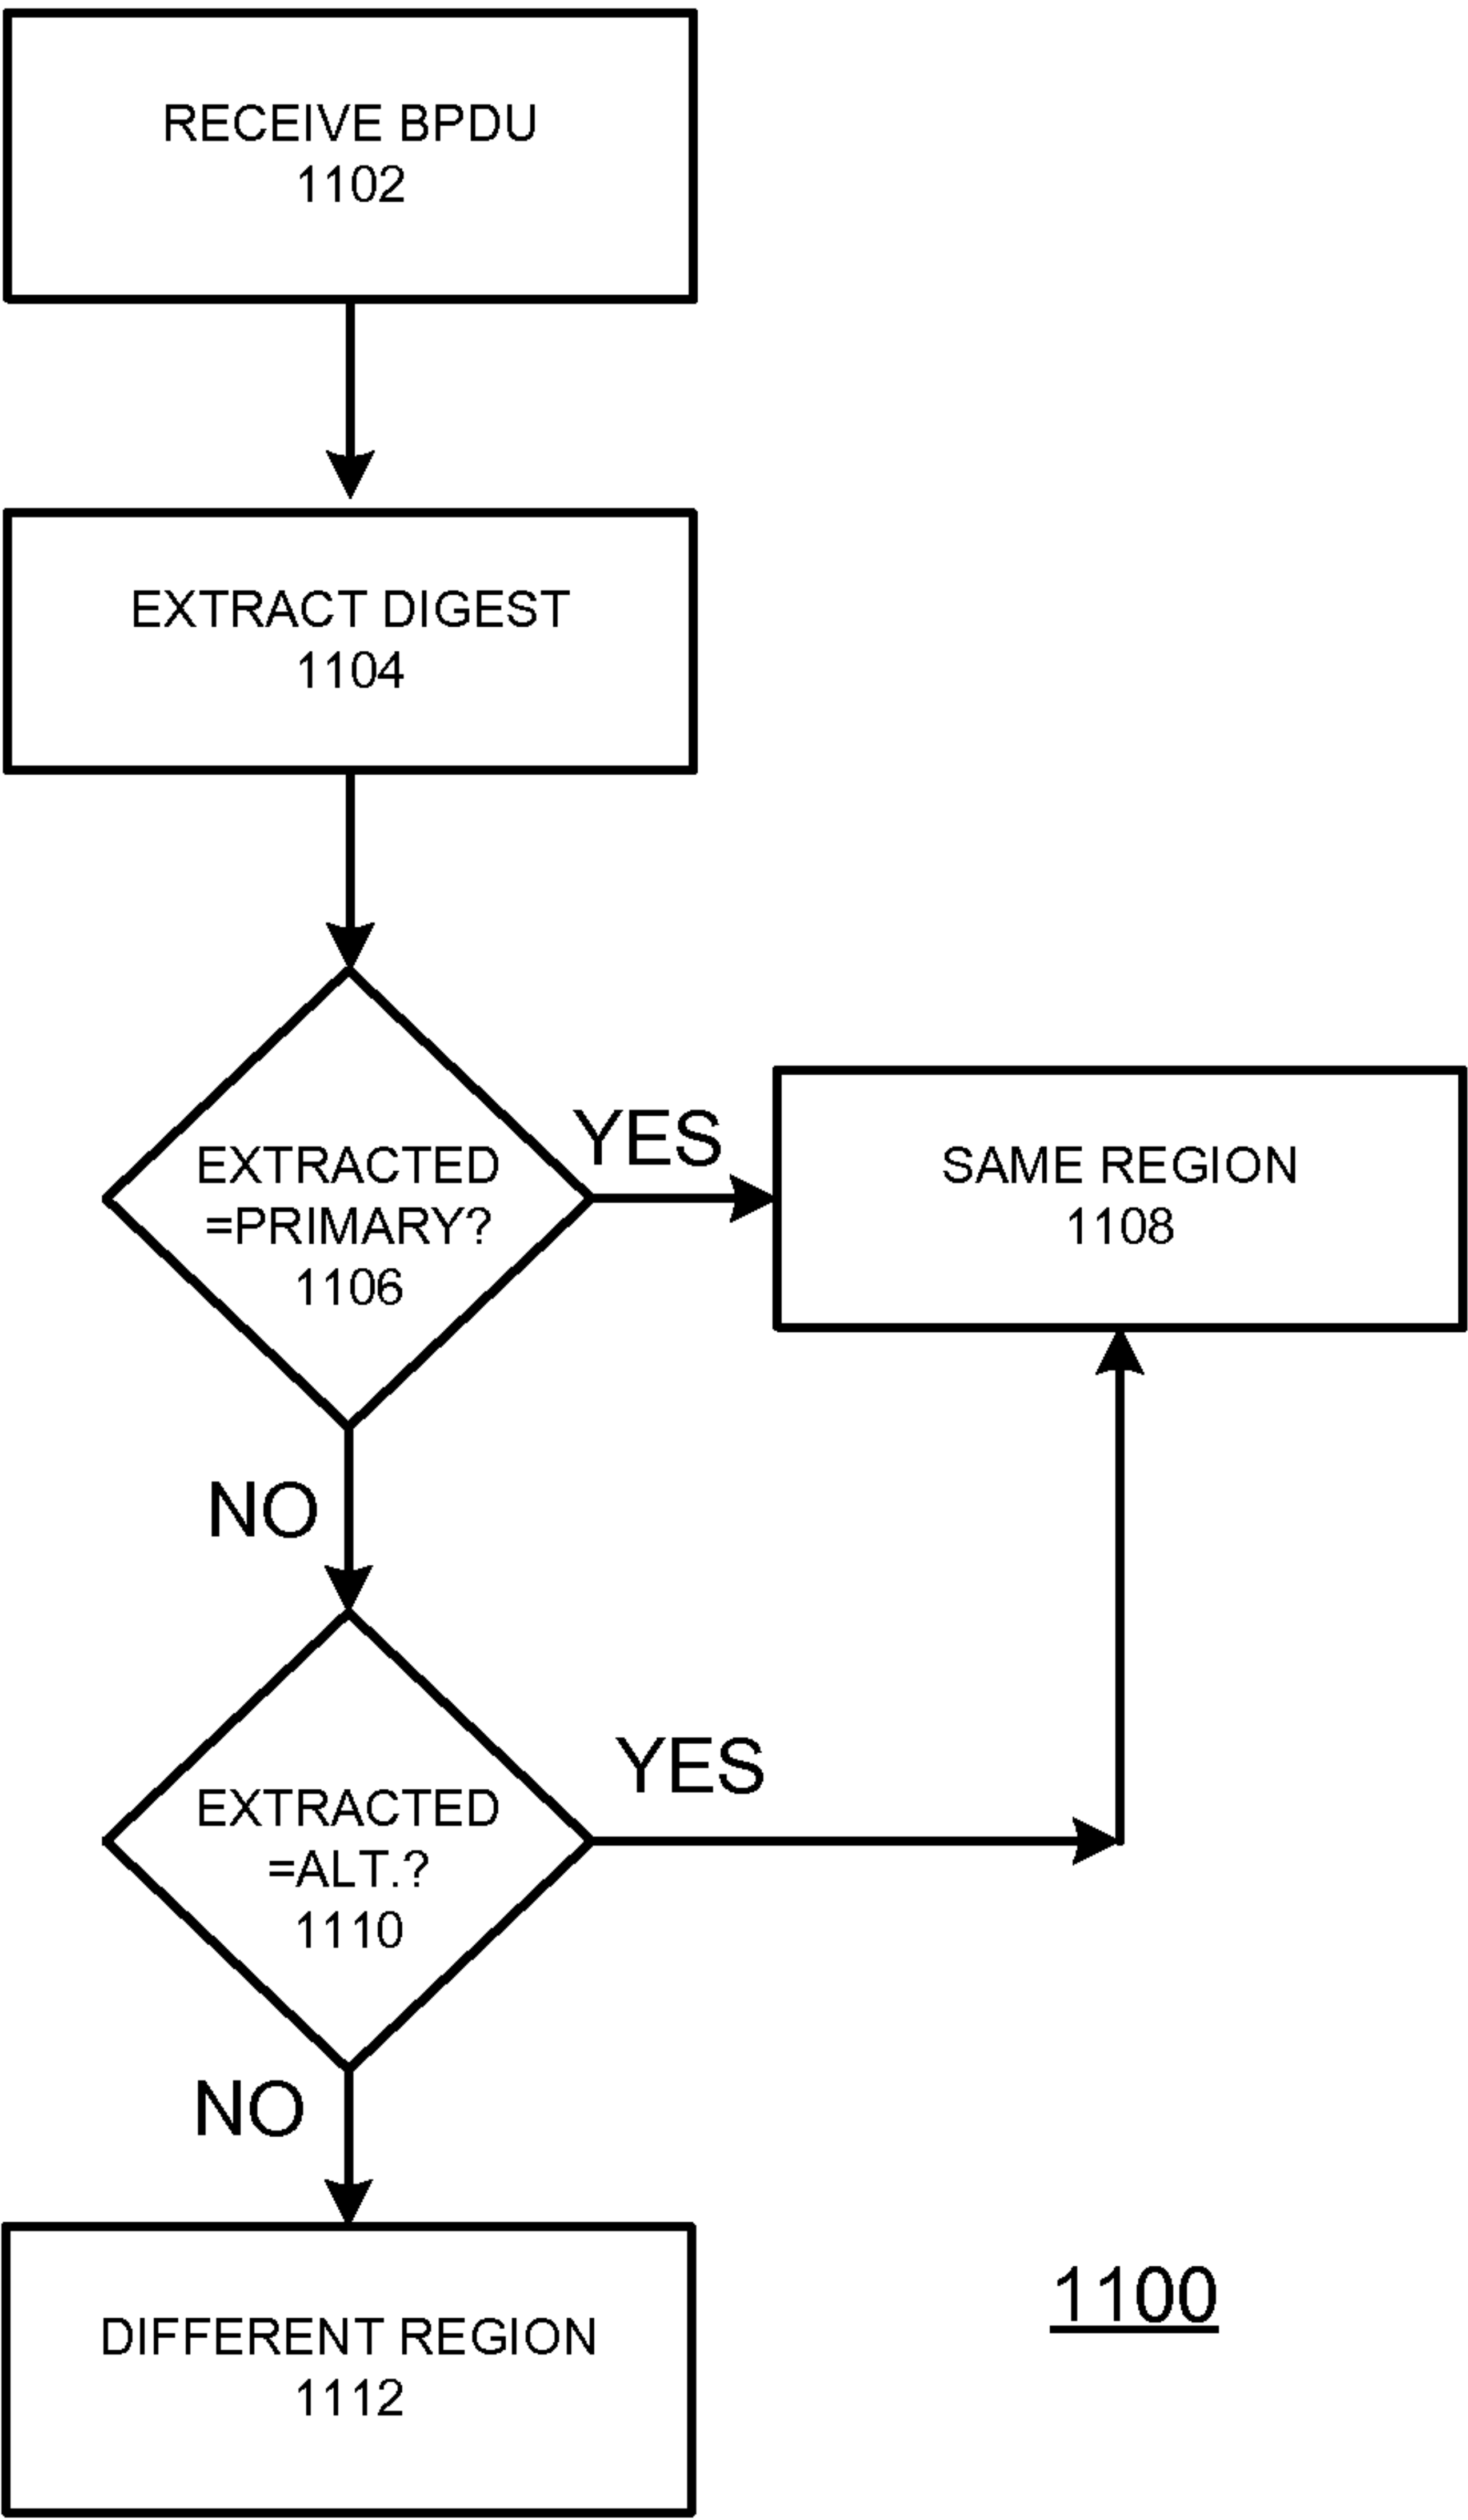 RECEIVE BPDU
1102
EXTRACT DIGEST
1104
EXTRACTED
=PRIMARY?
1106
YES
SAME REGION
1108
NO
EXTRACTED
=ALT.?
1110
YES
NO
DIFFERENT REGION
1112
1100